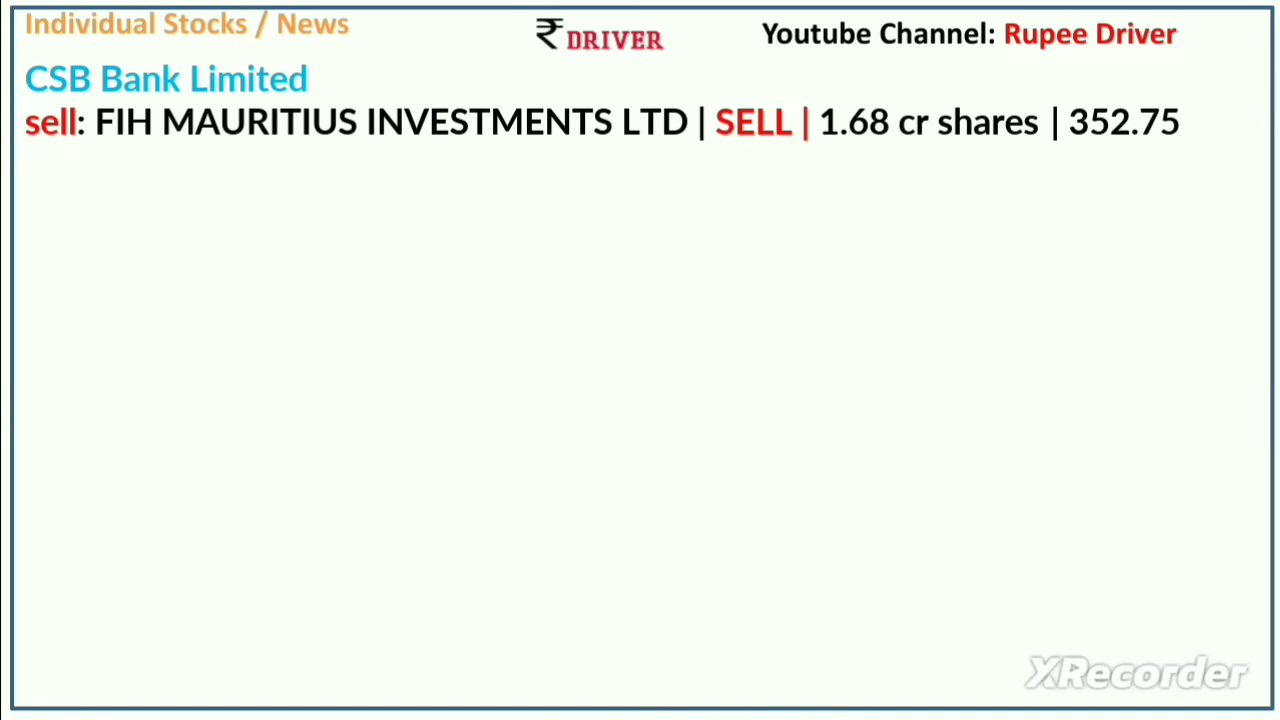 Individual Stocks / News
₹ DRIVER
Youtube Channel: Rupee Driver
CSB Bank Limited
sell: FIH MAURITIUS INVESTMENTS LTD | SELL | 1.68 cr shares | 352.75
XRecorder